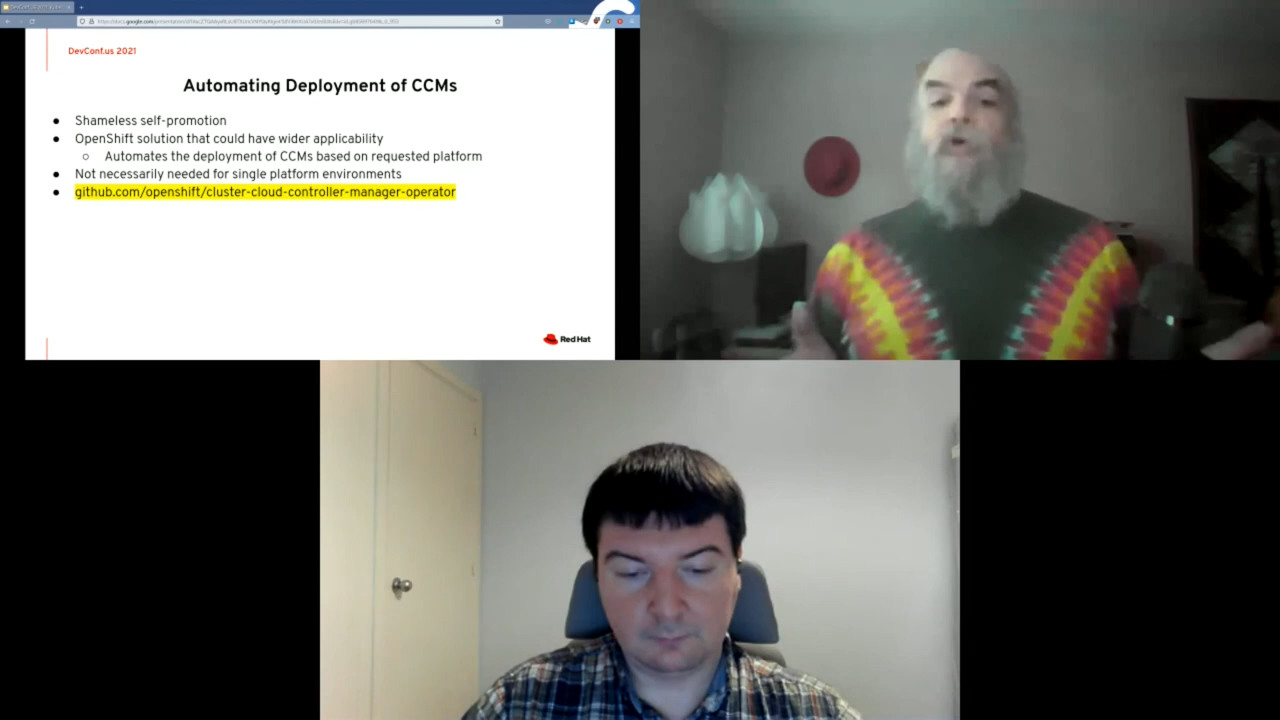 DevConf.us 2021
Automating Deployment of CCMs
● Shameless self-promotion
● OpenShift solution that could have wider applicability
○ Automates the deployment of CCMs based on requested platform
● Not necessarily needed for single platform environments
● github.com/openshift/cluster-cloud-controller-manager-operator
Red Hat